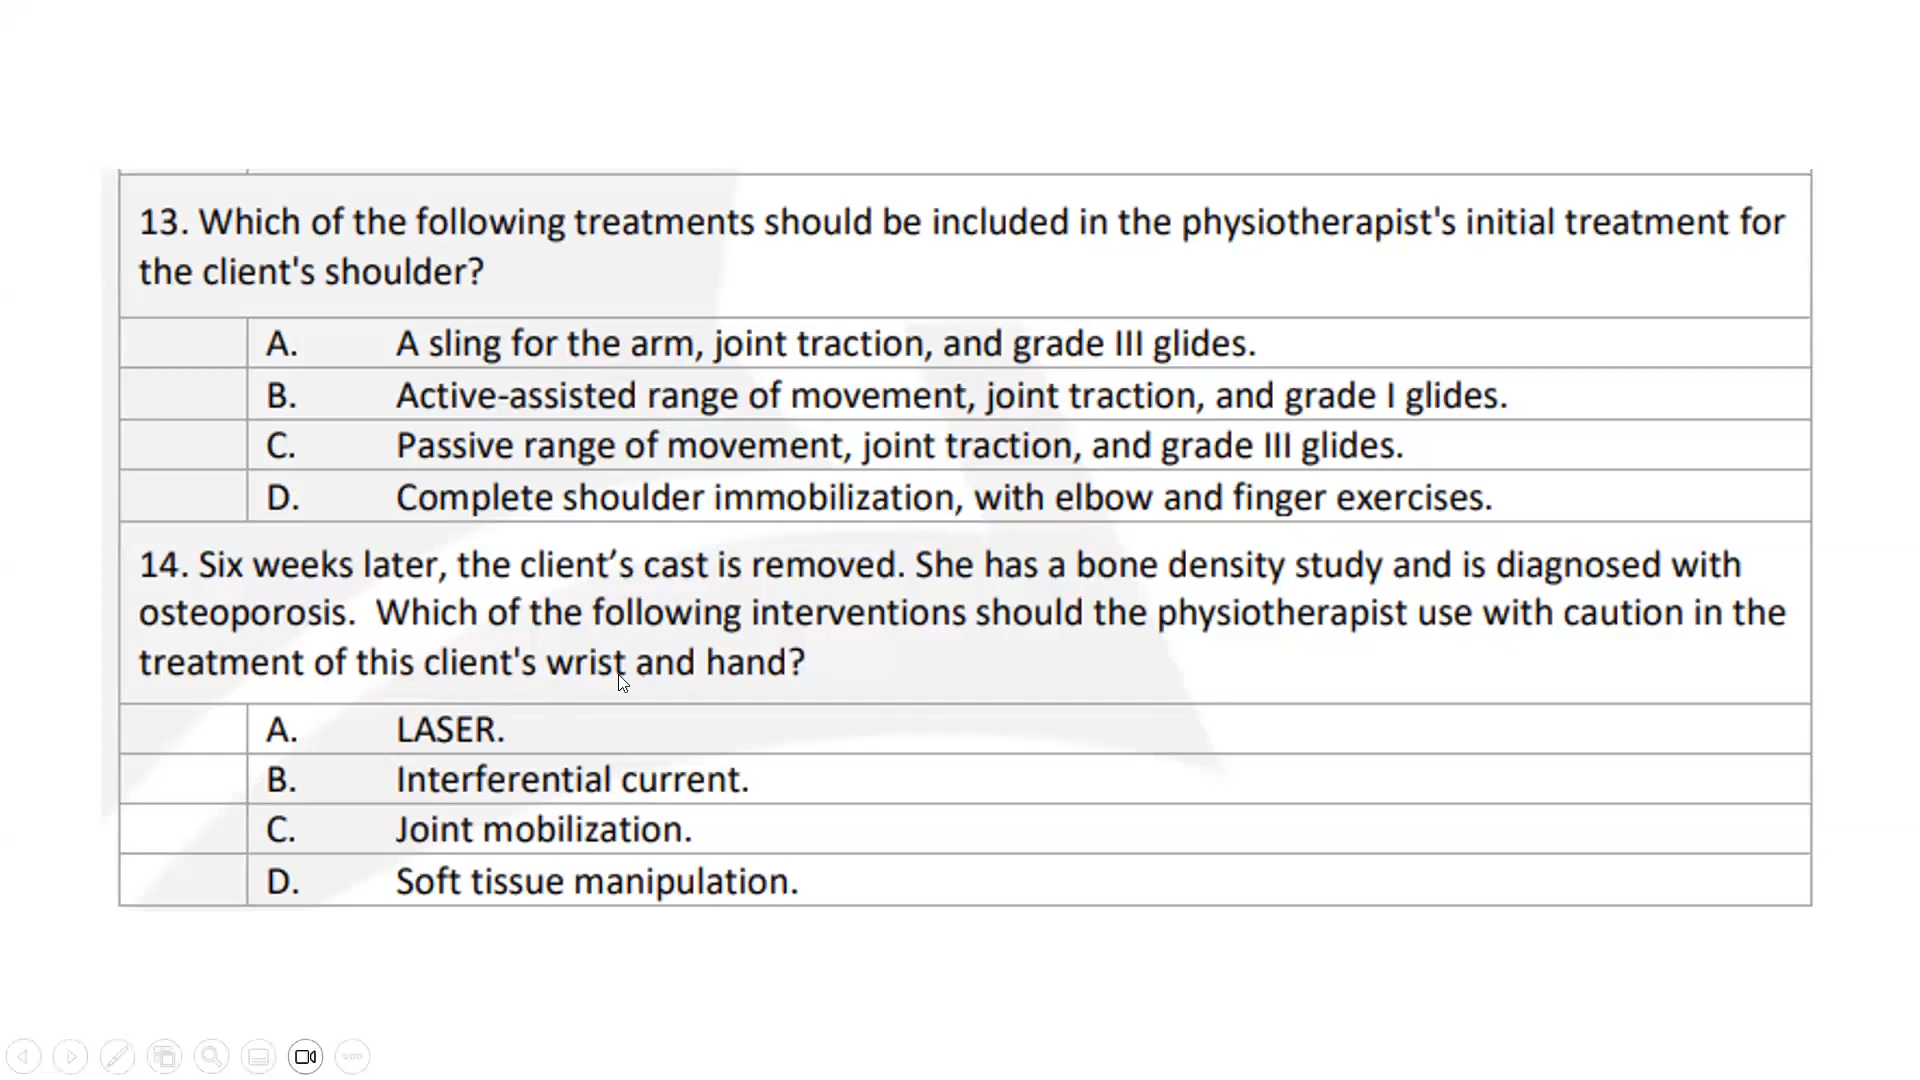 13. Which of the following treatments should be included in the physiotherapist's initial treatment for
the client's shoulder?
A. A sling for the arm, joint traction, and grade III glides.
B. Active-assisted range of movement, joint traction, and grade I glides.
C. Passive range of movement, joint traction, and grade III glides.
D. Complete shoulder immobilization, with elbow and finger exercises.
14. Six weeks later, the client’s cast is removed. She has a bone density study and is diagnosed with
osteoporosis.  Which of the following interventions should the physiotherapist use with caution in the
treatment of this client's wrist and hand?
A. LASER.
B. Interferential current.
C. Joint mobilization.
D. Soft tissue manipulation.